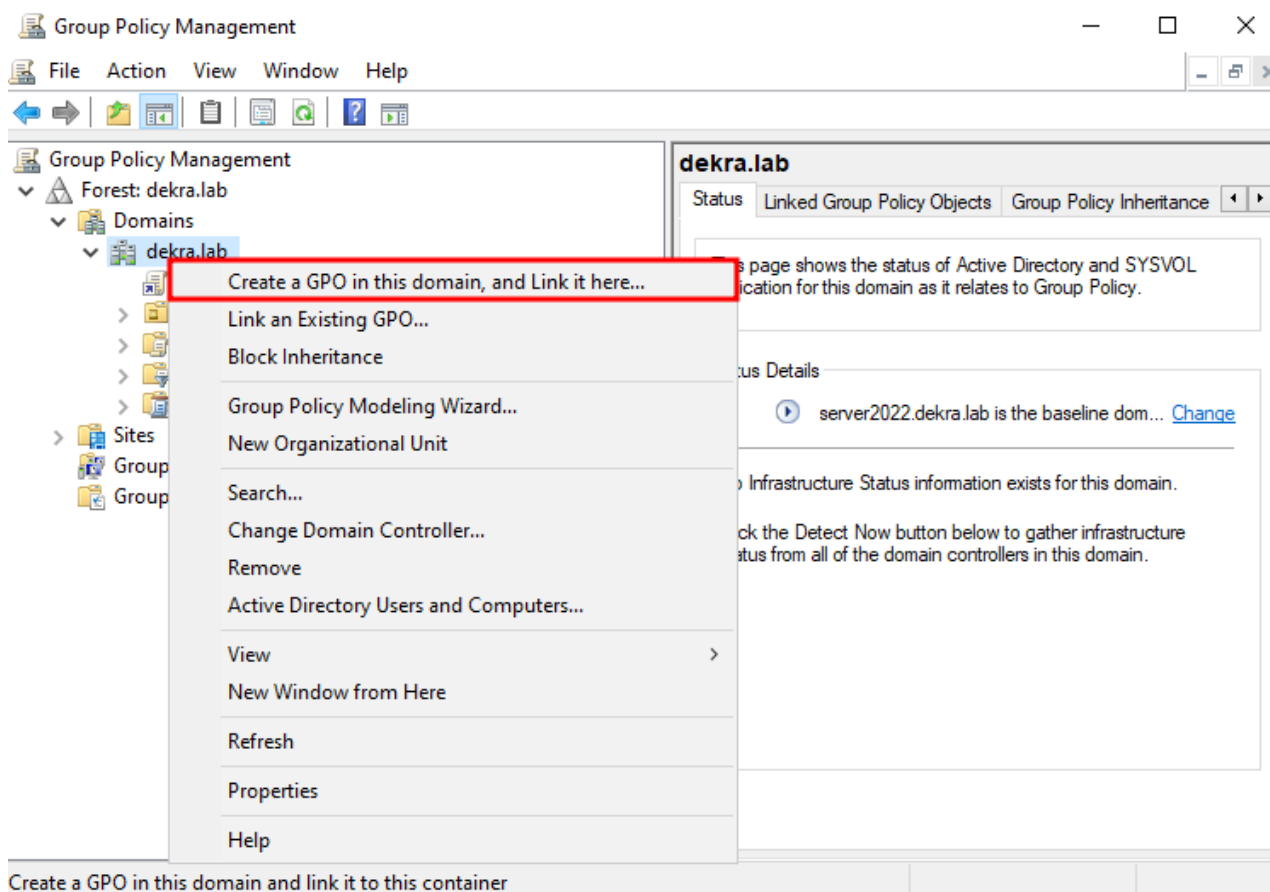 Group Policy Management
File Action View Window Help
Group Policy Management
Forest: dekra.lab
Domains
dekra.lab
Sites
Group
Group
Create a GPO in this domain, and Link it here...
Link an Existing GPO...
Block Inheritance
Group Policy Modeling Wizard...
New Organizational Unit
Search...
Change Domain Controller...
Remove
Active Directory Users and Computers...
View
New Window from Here
Refresh
Properties
Help
dekra.lab
Status Linked Group Policy Objects Group Policy Inheritance
page shows the status of Active Directory and SYSVOL
for this domain as it relates to Group Policy.
Details
server2022.dekra.lab is the baseline dom... Change
Infrastructure Status information exists for this domain.
the Detect Now button below to gather infrastructure
from all of the domain controllers in this domain.
Create a GPO in this domain and link it to this container